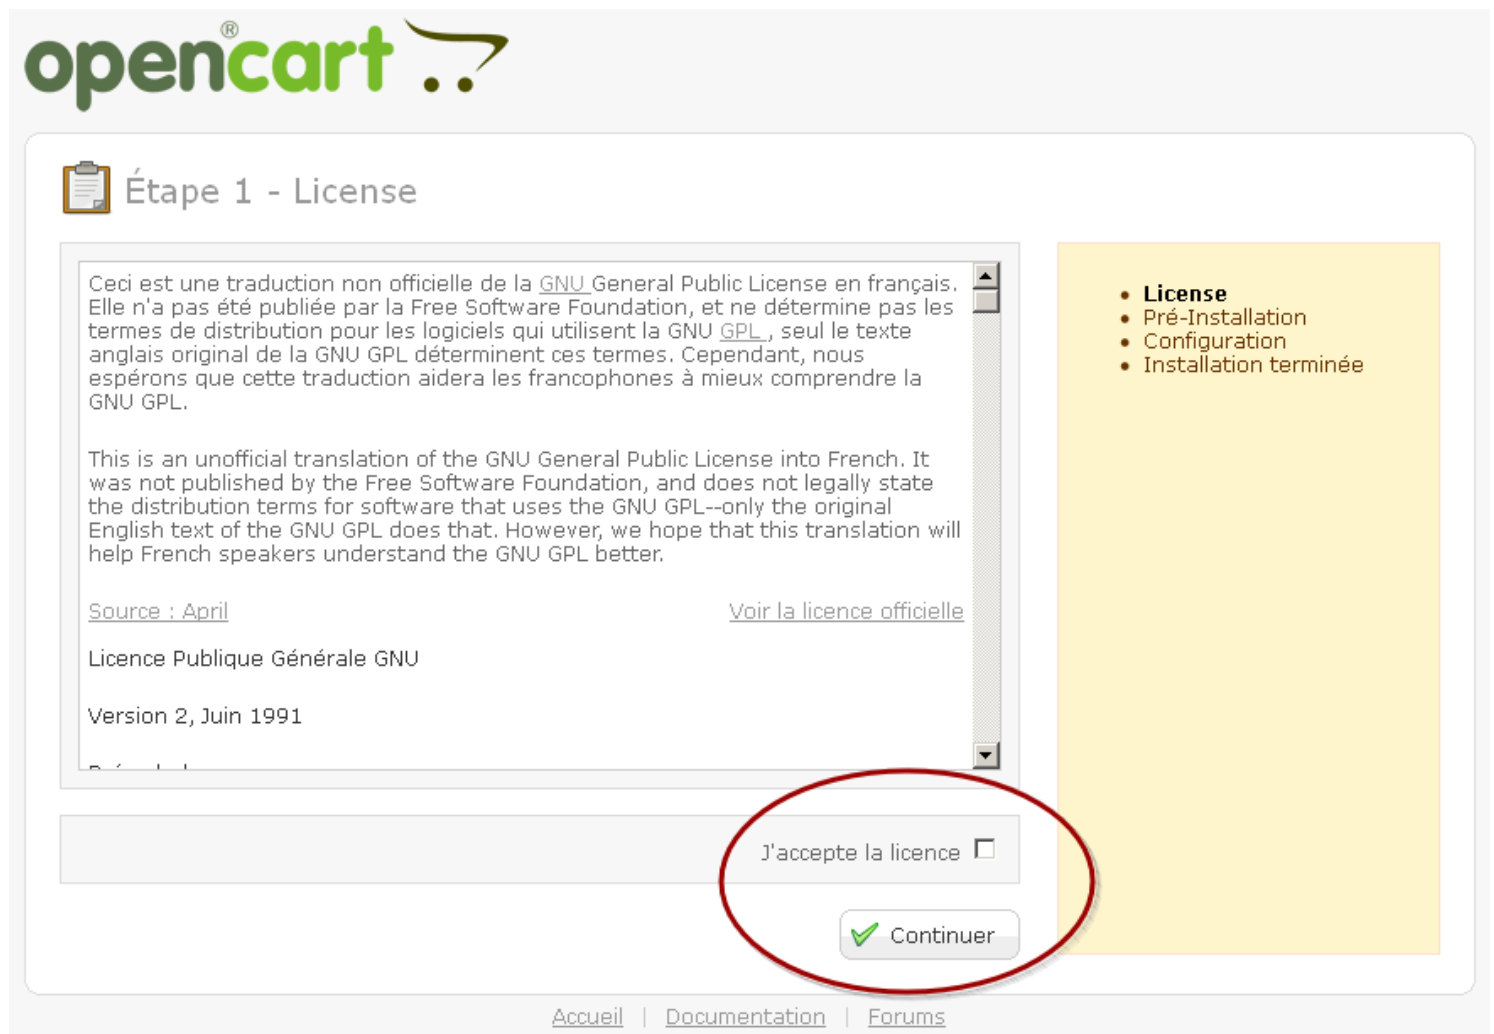 opencart®
Étape 1 - License
Ceci est une traduction non officielle de la GNU General Public License en français.
Elle n'a pas été publiée par la Free Software Foundation, et ne détermine pas les
termes de distribution pour les logiciels qui utilisent la GNU GPL , seul le texte
anglais original de la GNU GPL déterminent ces termes. Cependant, nous
espérons que cette traduction aidera les francophones à mieux comprendre la
GNU GPL.
This is an unofficial translation of the GNU General Public License into French. It
was not published by the Free Software Foundation, and does not legally state
the distribution terms for software that uses the GNU GPL--only the original
English text of the GNU GPL does that. However, we hope that this translation will
help French speakers understand the GNU GPL better.
Source : April
Voir la licence officielle
Licence Publique Générale GNU
Version 2, Juin 1991
J'accepte la licence
Continuer
License
Pré-Installation
Configuration
Installation terminée
Accueil | Documentation | Forums